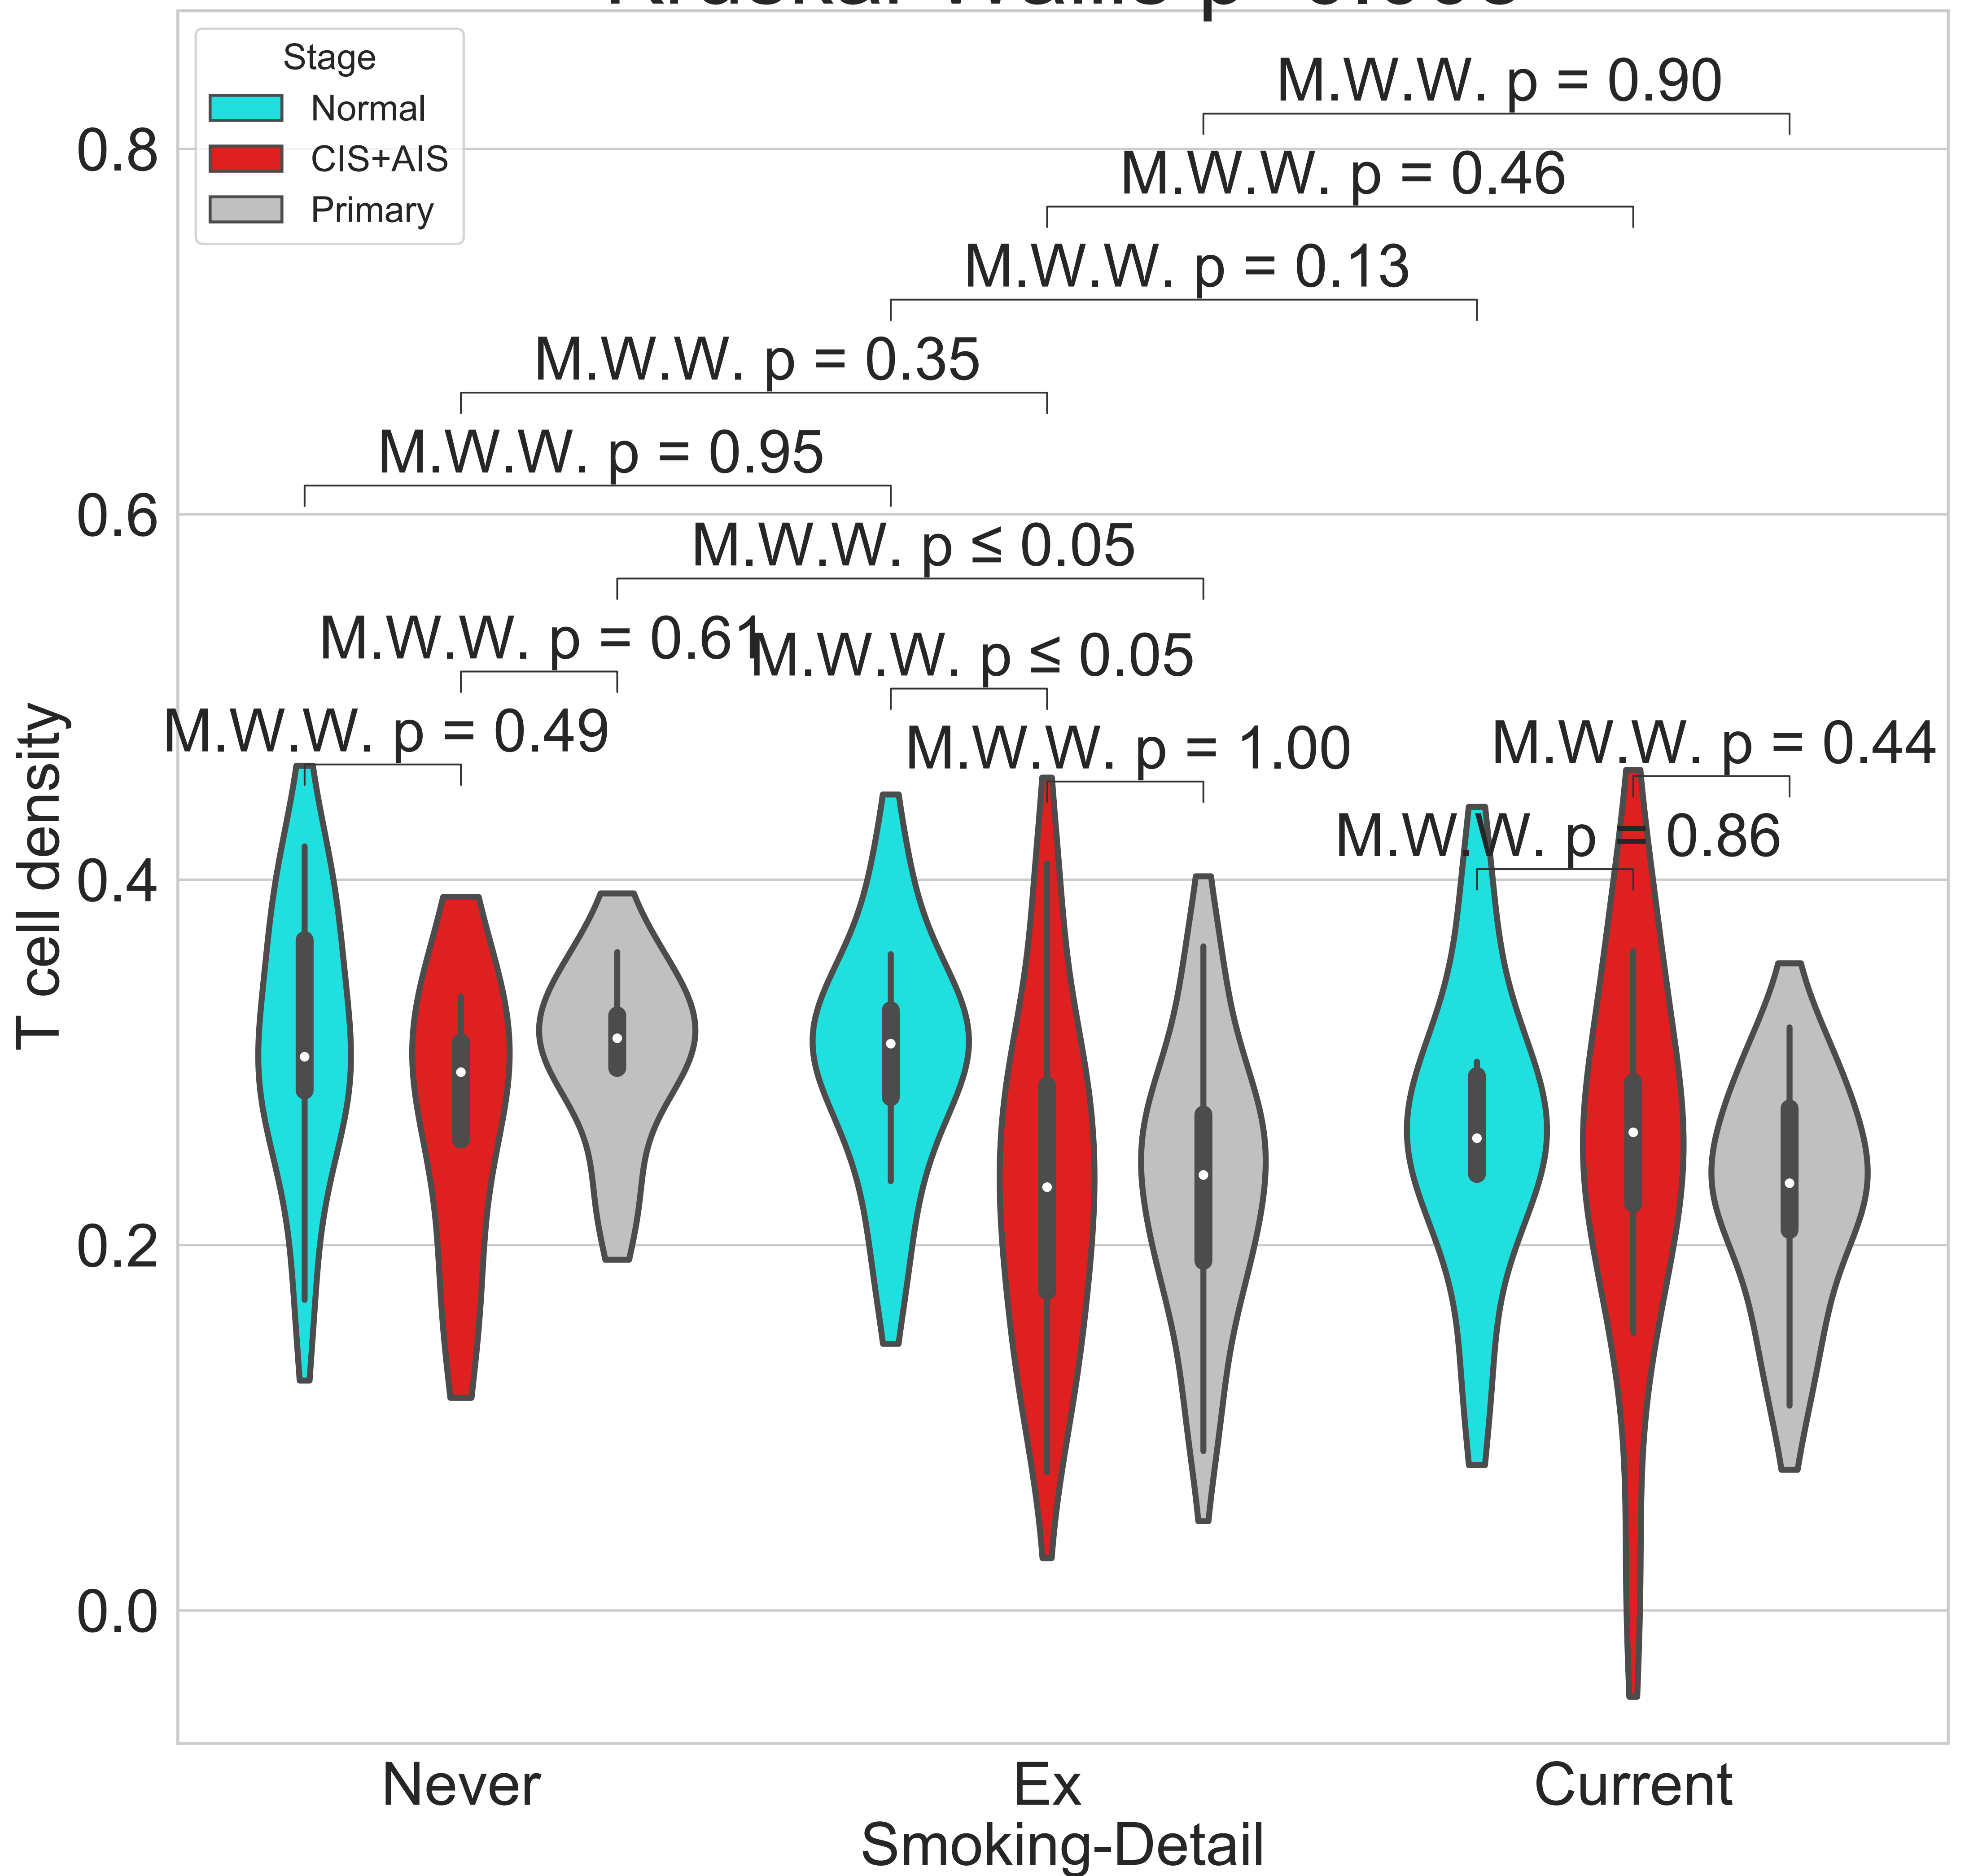 Stage
Normal
CIS+AIS
Primary
M.W.W. p = 0.90
M.W.W. p = 0.46
M.W.W. p = 0.13
M.W.W. p = 0.35
M.W.W. p = 0.95
M.W.W. p ≤ 0.05
M.W.W. p = 0.61
M.W.W. p ≤ 0.05
M.W.W. p = 0.49
M.W.W. p = 1.00
M.W.W. p = 0.44
M.W.W. p = 0.86
T cell density
0.8
0.6
0.4
0.2
0.0
Never
Ex
Current
Smoking-Detail